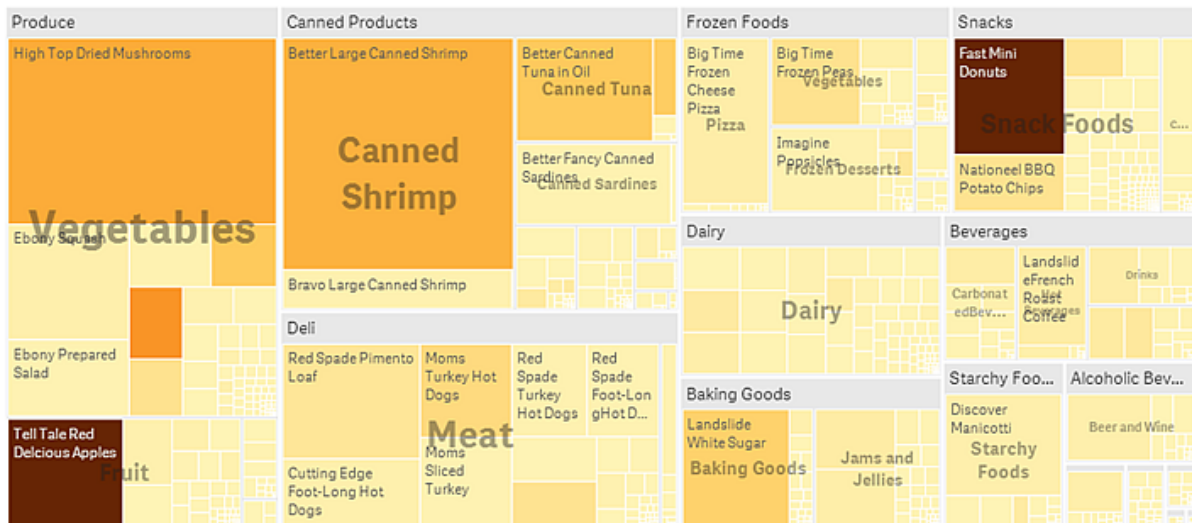 Produce
High Top Dried Mushrooms
Vegetables
Ebony Squash
Ebony Prepared
Salad
Tell Tale Red
Delcious Apples
Fruit
Canned Products
Better Large Canned Shrimp
Canned
Shrimp
Bravo Large Canned Shrimp
Better Canned
Tuna in Oil
Canned Tuna
Better Fancy Canned
Sardines
Canned Sardines
Deli
Red Spade Pimento
Loaf
Moms
Turkey Hot
Dogs
Red
Spade
Turkey
Hot Dogs
Red
Spade
Foot-Lon
gHot D...
Meat
Cutting Edge
Foot-Long Hot
Dogs
Moms
Sliced
Turkey
Frozen Foods
Big Time
Frozen
Cheese
Pizza
Pizza
Big Time
Frozen Peas
Vegetables
Imagine
Popsicles
Frozen Desserts
Snacks
Fast Mini
Donuts
Snack Foods
c...
Nationeel BBQ
Potato Chips
Dairy
Dairy
Beverages
Carbonat
edBev...
Landslid
eFrench
Roast
Coffee
Hot
Beverages
Drinks
Baking Goods
Landslide
White Sugar
Baking Goods
Jams and
Jellies
Starchy Foo...
Discover
Manicotti
Starchy
Foods
Alcoholic Bev...
Beer and Wine